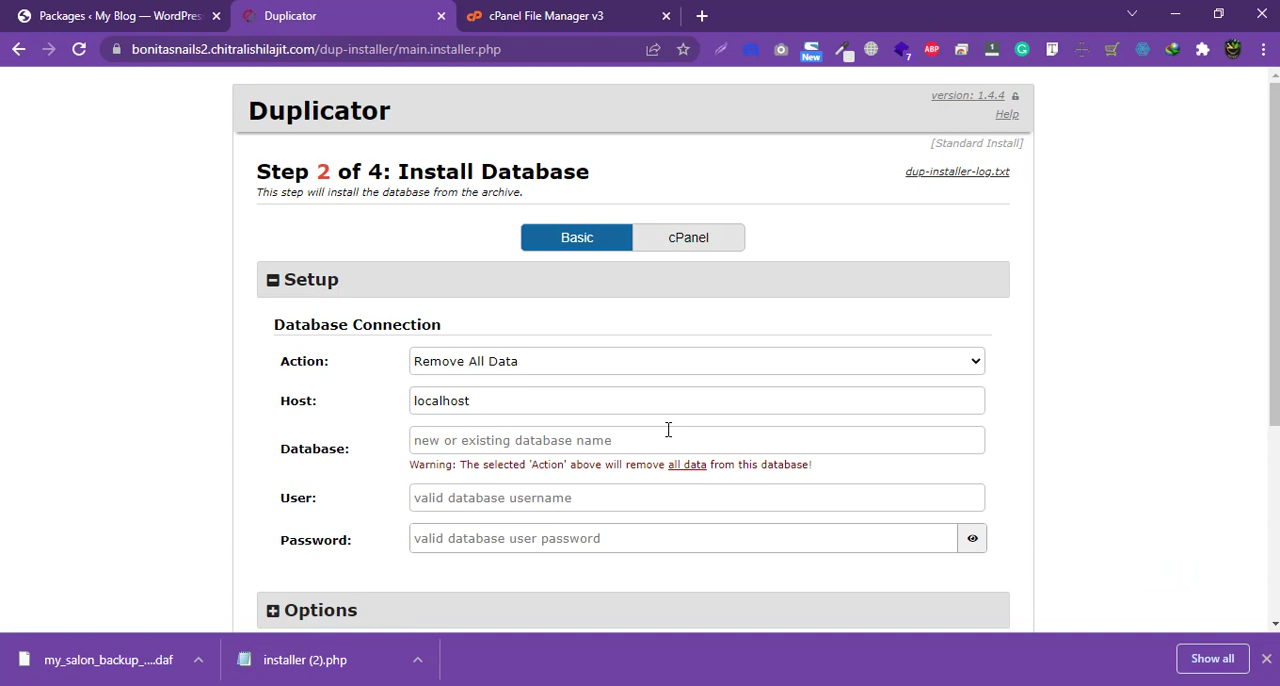 Packages ‹ My Blog — WordPres
Duplicator
cPanel File Manager v3
bonitasnails2.chitralishilajit.com/dup-installer/main.installer.php
New
7
ABP
1
Duplicator
version: 1.4.4
Help
[Standard Install]
Step 2 of 4: Install Database
dup-installer-log.txt
This step will install the database from the archive.
Basic
cPanel
Setup
Database Connection
Action:
Remove All Data
Host:
localhost
Database:
new or existing database name
Warning: The selected 'Action' above will remove all data from this database!
User:
valid database username
Password:
valid database user password
Options
my_salon_backup_....daf
installer (2).php
Show all